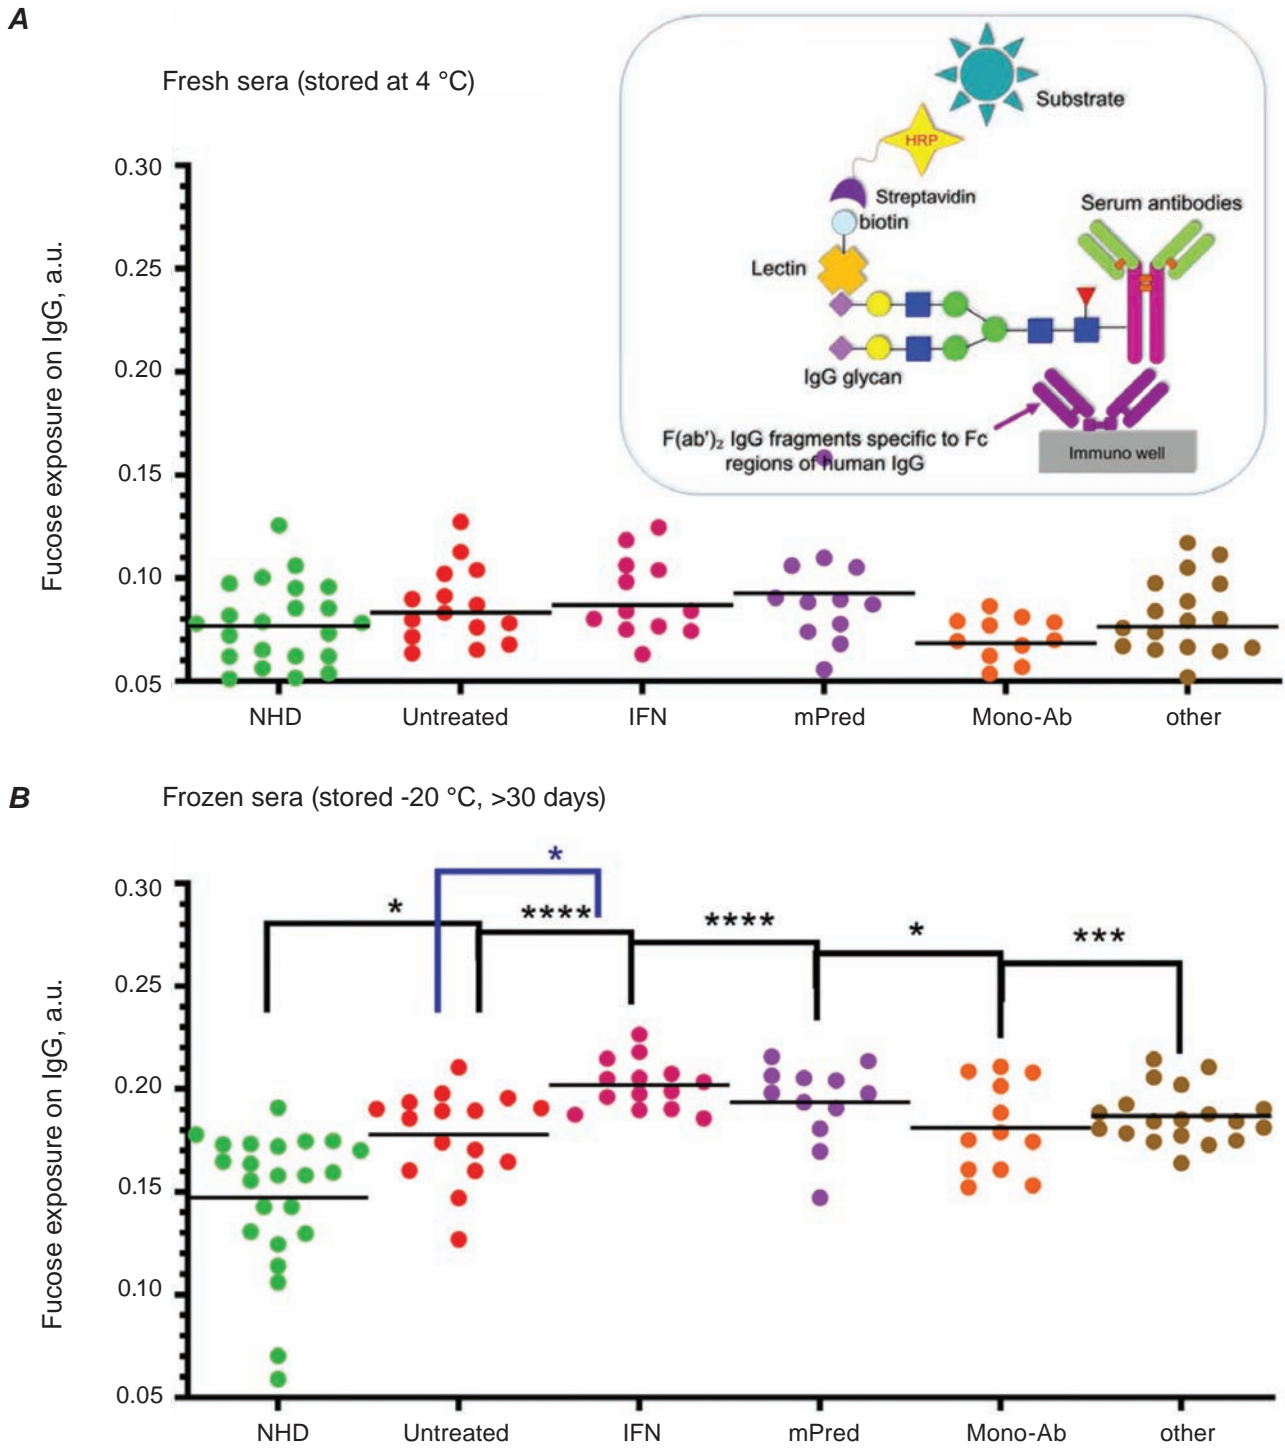 A
Fresh sera (stored at 4 °C)
Fucose exposure on IgG, a.u.
0.30
0.25
0.20
0.15
0.10
0.05
NHD
Untreated
IFN
mPred
Mono-Ab
other
Substrate
HRP
Streptavidin
biotin
Serum antibodies
Lectin
IgG glycan
F(ab')₂ IgG fragments specific to Fc
regions of human IgG
Immuno well
B
Frozen sera (stored -20 °C, >30 days)
Fucose exposure on IgG, a.u.
0.30
0.25
0.20
0.15
0.10
0.05
*
*
****
****
*
***
NHD
Untreated
IFN
mPred
Mono-Ab
other